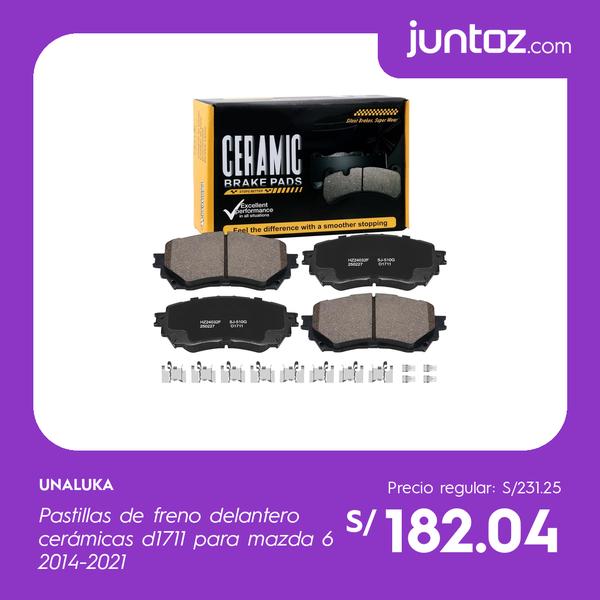 juntoz.com
Silent Brakes, Super Wear
CERAMIC
BRAKE PADS
STOPS BETTER
Excellent
performance
in all situations
Feel the difference with a smoother stopping
HZ24032F SJ-510G
250227 D1711
HZ24032F SJ-510G
250227 D1711
UNALUKA
Precio regular: S/231.25
Pastillas de freno delantero
cerámicas d1711 para mazda 6
2014-2021
S/182.04